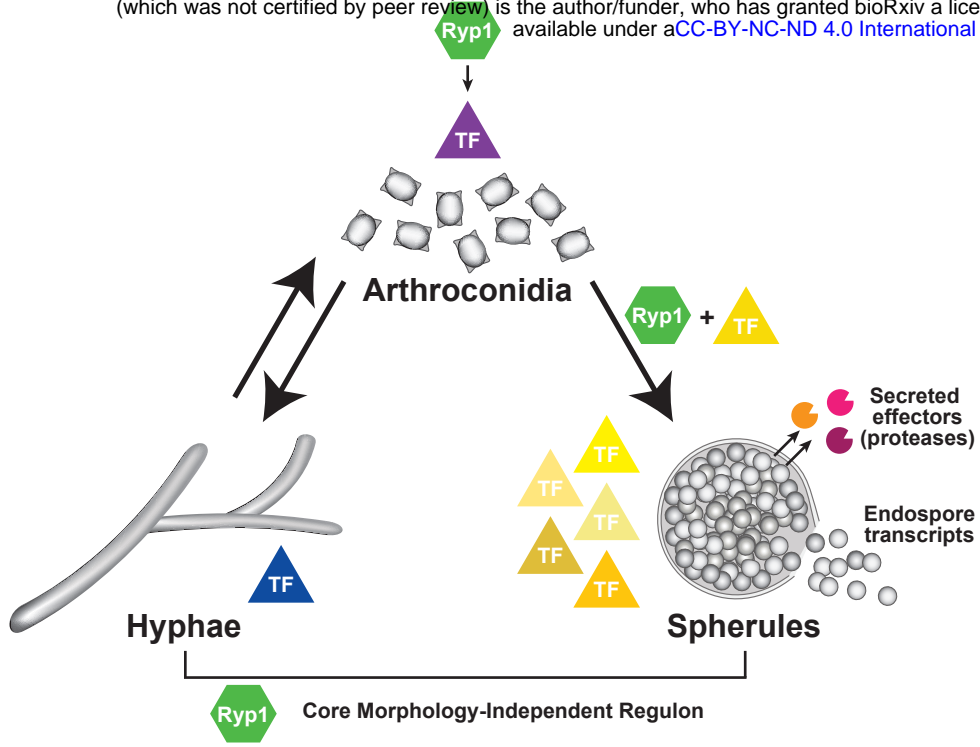 (which was not certified by peer review) is the author/funder, who has granted bioRxiv a lice
available under aCC-BY-NC-ND 4.0 International
Ryp1
TF
Arthroconidia
Ryp1 + TF
Secreted
effectors
(proteases)
TF
TF
TF
TF
TF
Endospore
transcripts
TF
Hyphae
Spherules
Ryp1
Core Morphology-Independent Regulon